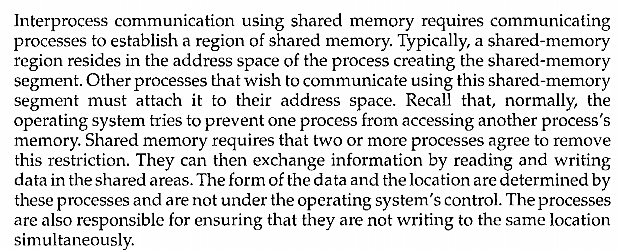 Interprocess communication using shared memory requires communicating
processes to establish a region of shared memory. Typically, a shared-memory
region resides in the address space of the process creating the shared-memory
segment. Other processes that wish to communicate using this shared-memory
segment must attach it to their address space. Recall that, normally, the
operating system tries to prevent one process from accessing another process's
memory. Shared memory requires that two or more processes agree to remove
this restriction. They can then exchange information by reading and writing
data in the shared areas. The form of the data and the location are determined by
these processes and are not under the operating system's control. The processes
are also responsible for ensuring that they are not writing to the same location
simultaneously.